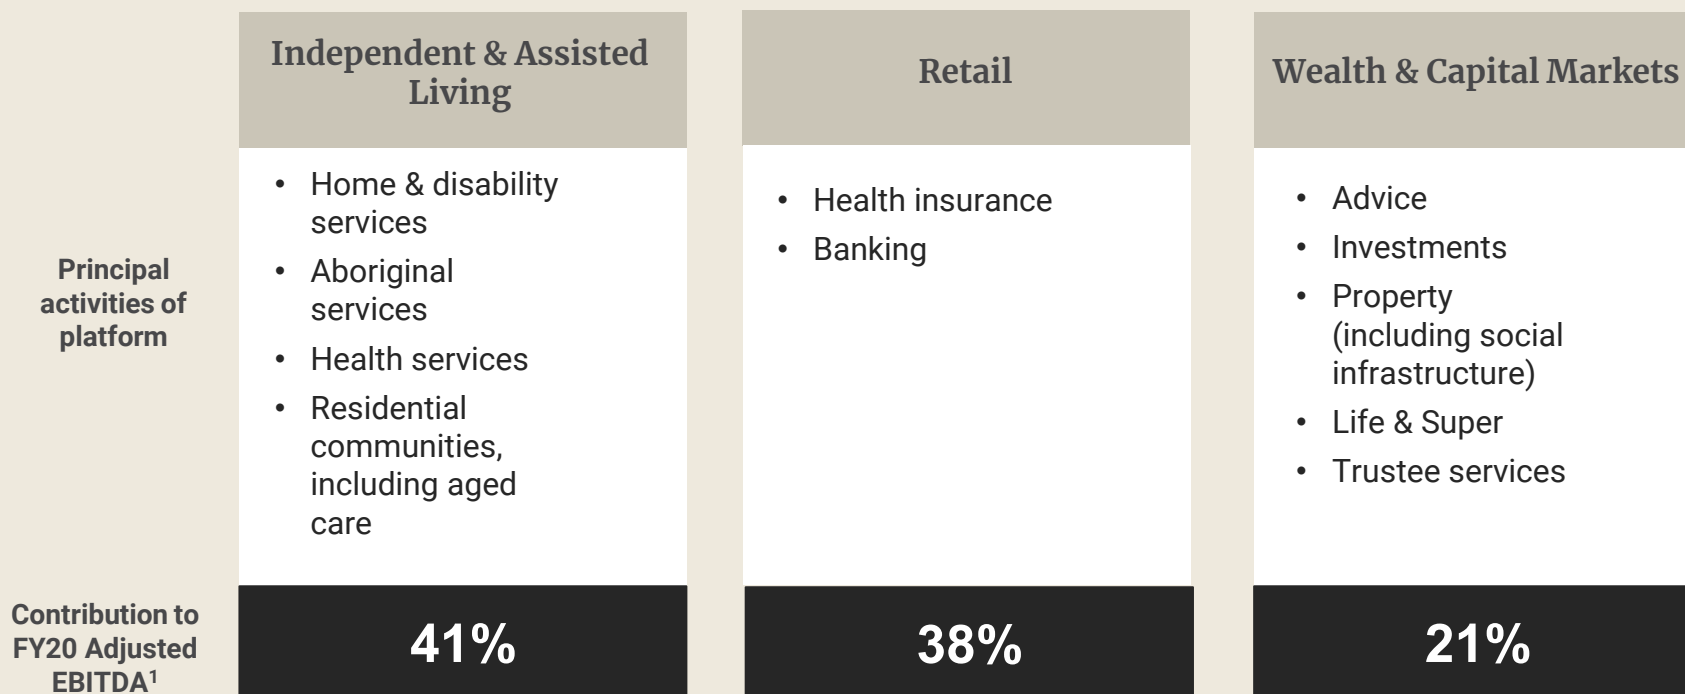 Independent & Assisted
Living
Retail
Wealth & Capital Markets
Principal
activities of
platform
• Home & disability
services
• Aboriginal
services
• Health services
• Residential
communities,
including aged
care
• Health insurance
• Banking
• Advice
• Investments
• Property
(including social
infrastructure)
• Life & Super
• Trustee services
Contribution to
FY20 Adjusted
EBITDA¹
41%
38%
21%